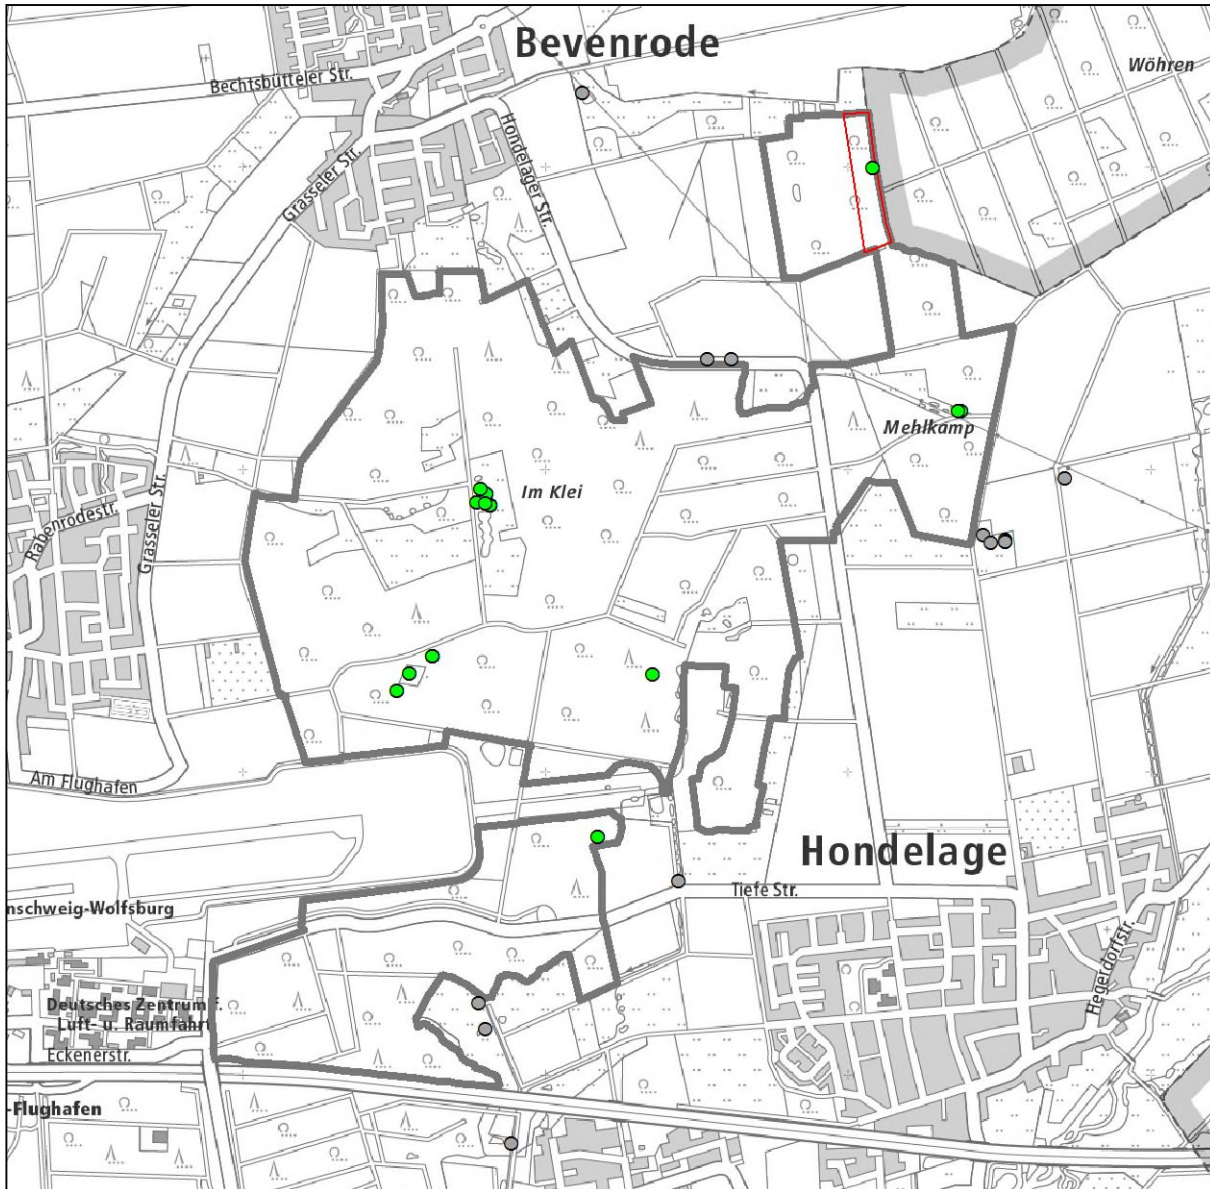 Bevenrode
Wöhren
Bechtsbütteler Str.
Hondelager Str.
Grasseler Str.
Mehlkamp
Im Klei
Rabenrodestr.
Grasseler Str.
Am Flughafen
Hondelage
Tiefe Str.
nschweig-Wolfsburg
Hegerdorfstr.
Deutsches Zentrum f.
Luft- u. Raumfahrt
Eckenerstr.
-Flughafen